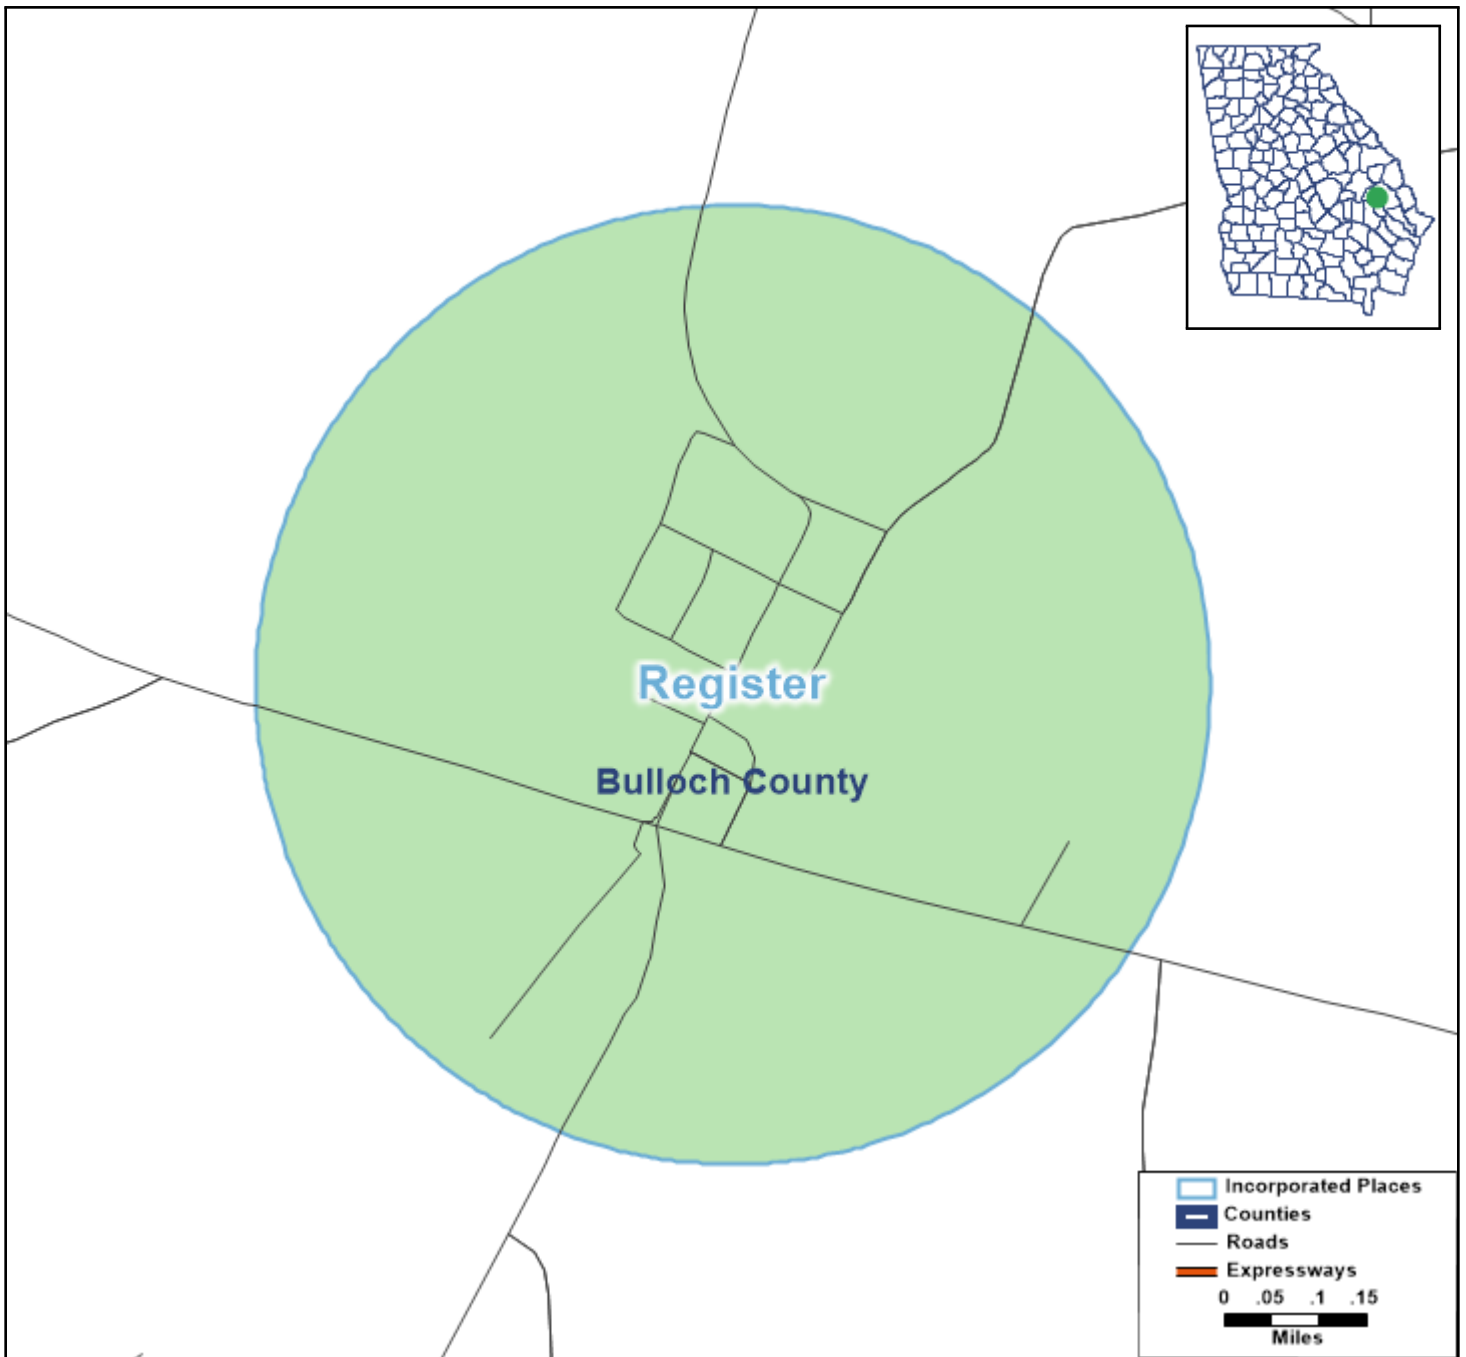 Register
Bulloch County
Incorporated Places
Counties
Roads
Expressways
0 .05 .1 .15
Miles